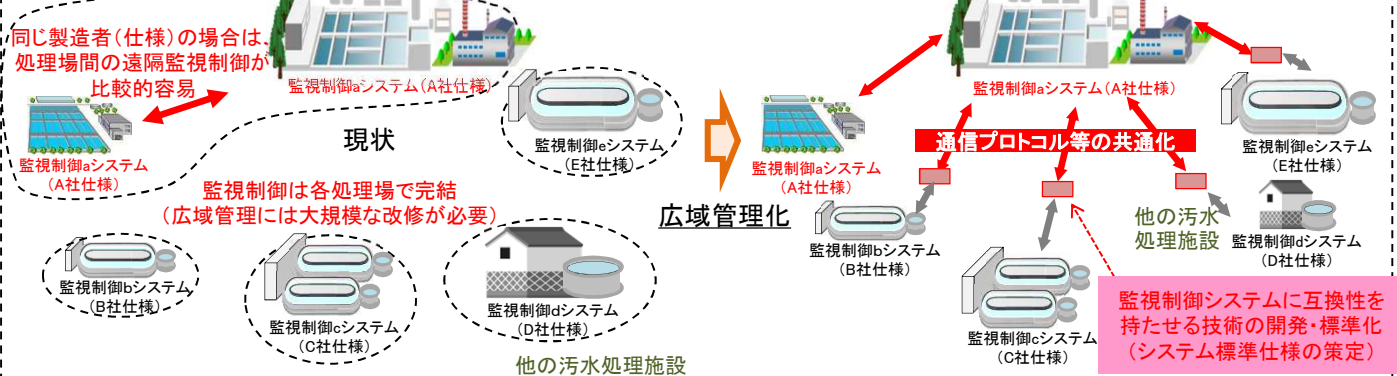 同じ製造者(仕様)の場合は、
処理場間の遠隔監視制御が
比較的容易
監視制御aシステム(A社仕様)
監視制御aシステム
(A社仕様)
現状
監視制御eシステム
(E社仕様)
監視制御は各処理場で完結
(広域管理には大規模な改修が必要)
監視制御bシステム
(B社仕様)
監視制御cシステム
(C社仕様)
監視制御dシステム
(D社仕様)
他の汚水処理施設
広域管理化
監視制御aシステム(A社仕様)
監視制御aシステム
(A社仕様)
通信プロトコル等の共通化
監視制御eシステム
(E社仕様)
監視制御bシステム
(B社仕様)
他の汚水
処理施設
監視制御dシステム
(D社仕様)
監視制御cシステム
(C社仕様)
監視制御システムに互換性を
持たせる技術の開発・標準化
(システム標準仕様の策定)